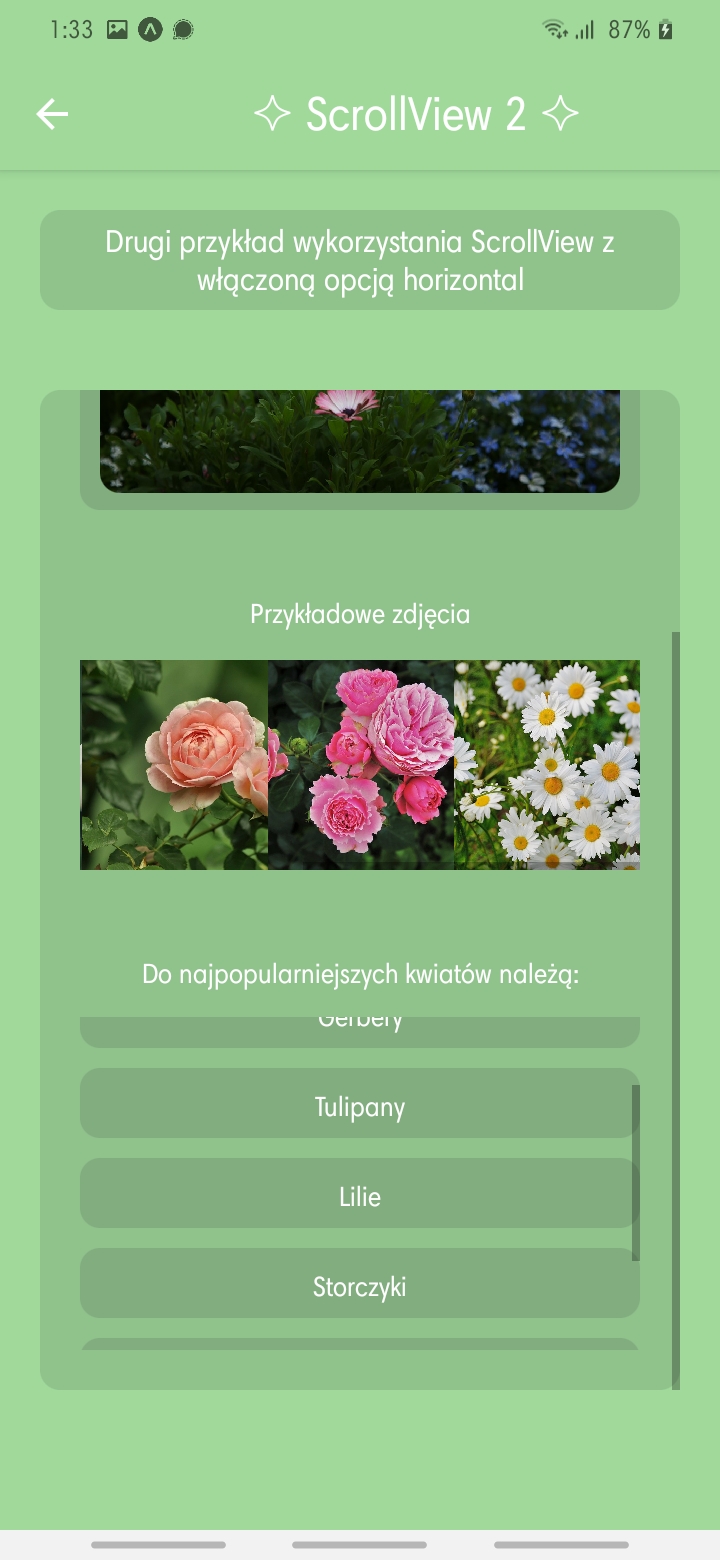 1:33
87%
✧ ScrollView 2 ✧
Drugi przykład wykorzystania ScrollView z
włączoną opcją horizontal
Przykładowe zdjęcia
Do najpopularniejszych kwiatów należą:
Gerbery
Tulipany
Lilie
Storczyki